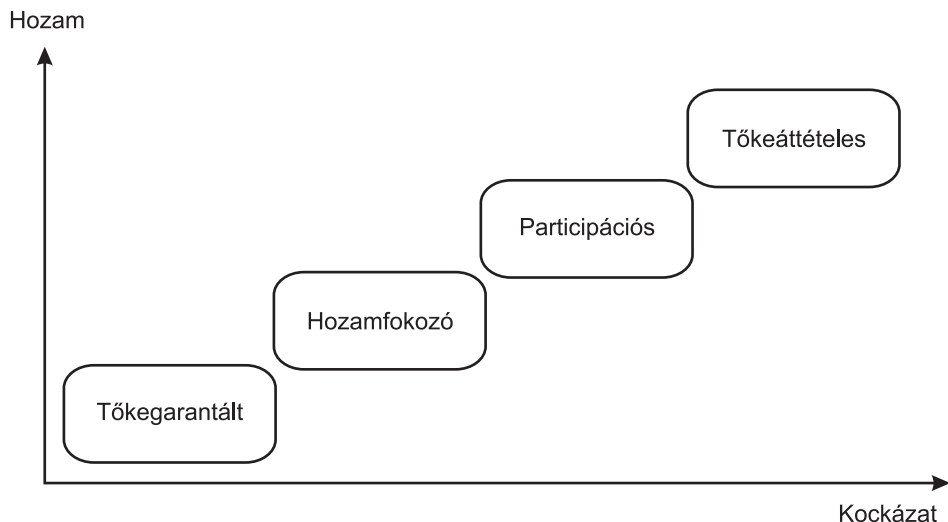 Hozam
Tőkeáttételes
Participációs
Hozamfokozó
Tőkegarantált
Kockázat